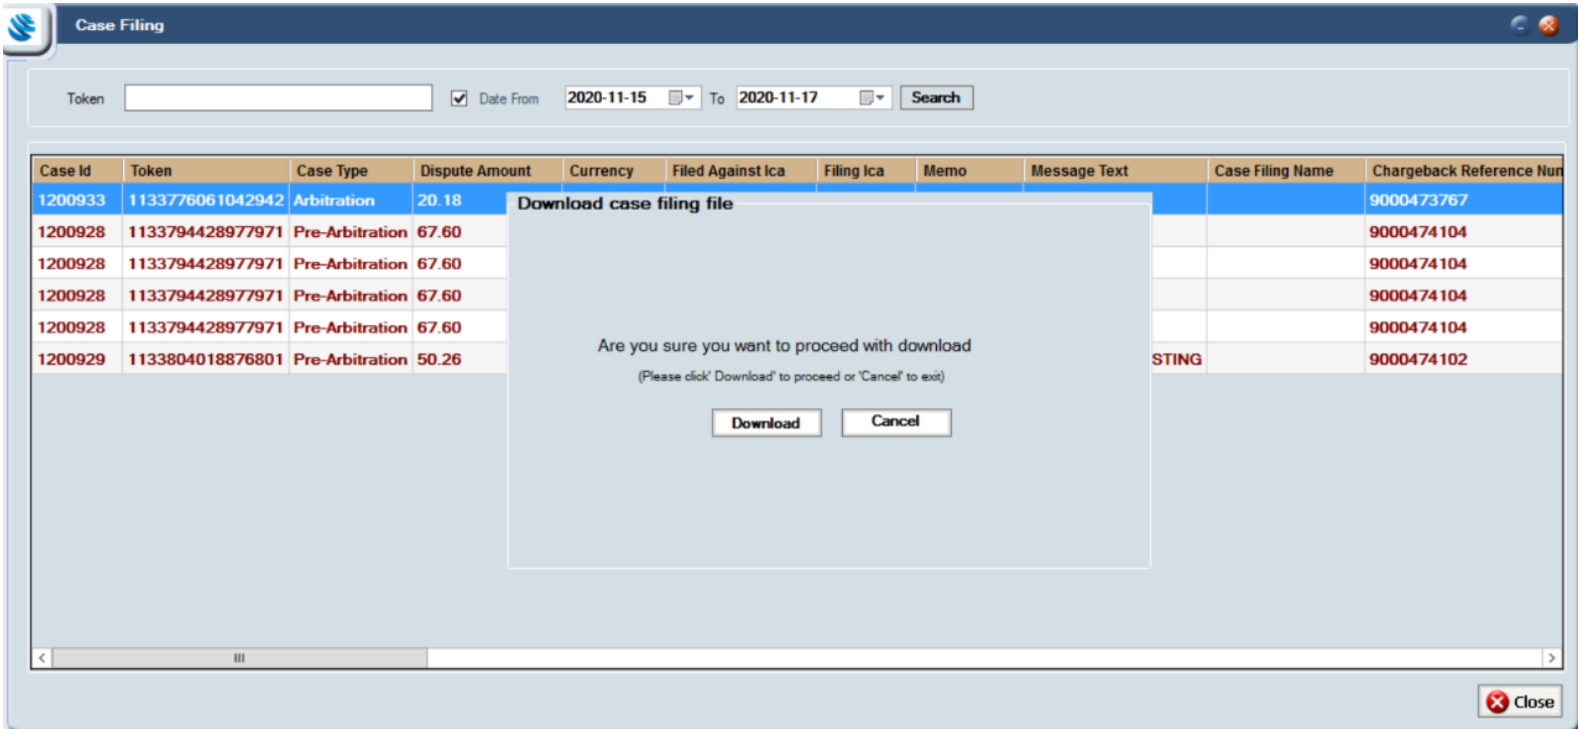 Case Filing
Token Date From 2020-11-15 To 2020-11-17 Search
Case Id Token Case Type Dispute Amount Currency Filed Against Ica Filing Ica Memo Message Text Case Filing Name Chargeback Reference Num
1200933 1133776061042942 Arbitration 20.18 9000473767
Download case filing file
1200928 1133794428977971 Pre-Arbitration 67.60 9000474104
1200928 1133794428977971 Pre-Arbitration 67.60 9000474104
1200928 1133794428977971 Pre-Arbitration 67.60 9000474104
1200928 1133794428977971 Pre-Arbitration 67.60 9000474104
1200929 1133804018876801 Pre-Arbitration 50.26 STING 9000474102
Are you sure you want to proceed with download
(Please click' Download' to proceed or 'Cancel' to exit)
Download Cancel
Close